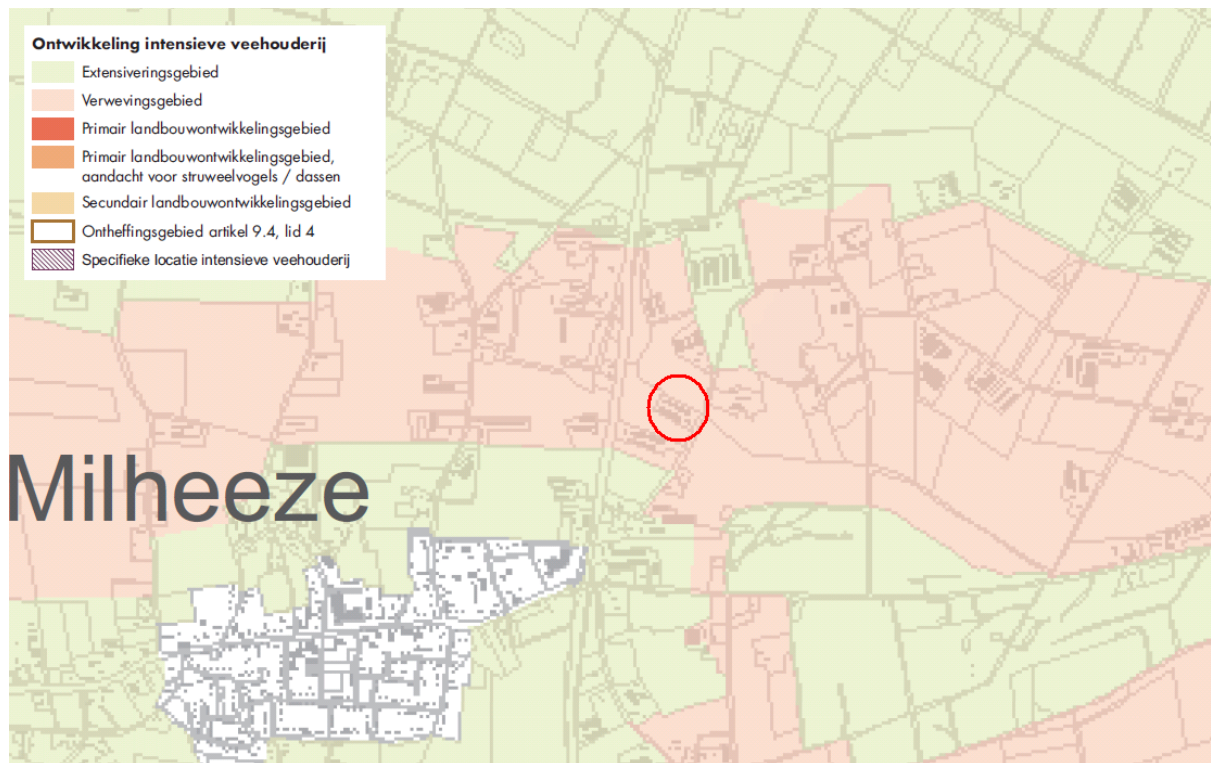 Ontwikkeling intensieve veehouderij
Extensiveringsgebied
Verwevingsgebied
Primair landbouwontwikkelingsgebied
Primair landbouwontwikkelingsgebied,
aandacht voor struweelvogels / dassen
Secundair landbouwontwikkelingsgebied
Ontheffingsgebied artikel 9.4, lid 4
Specifieke locatie intensieve veehouderij
Milheeze